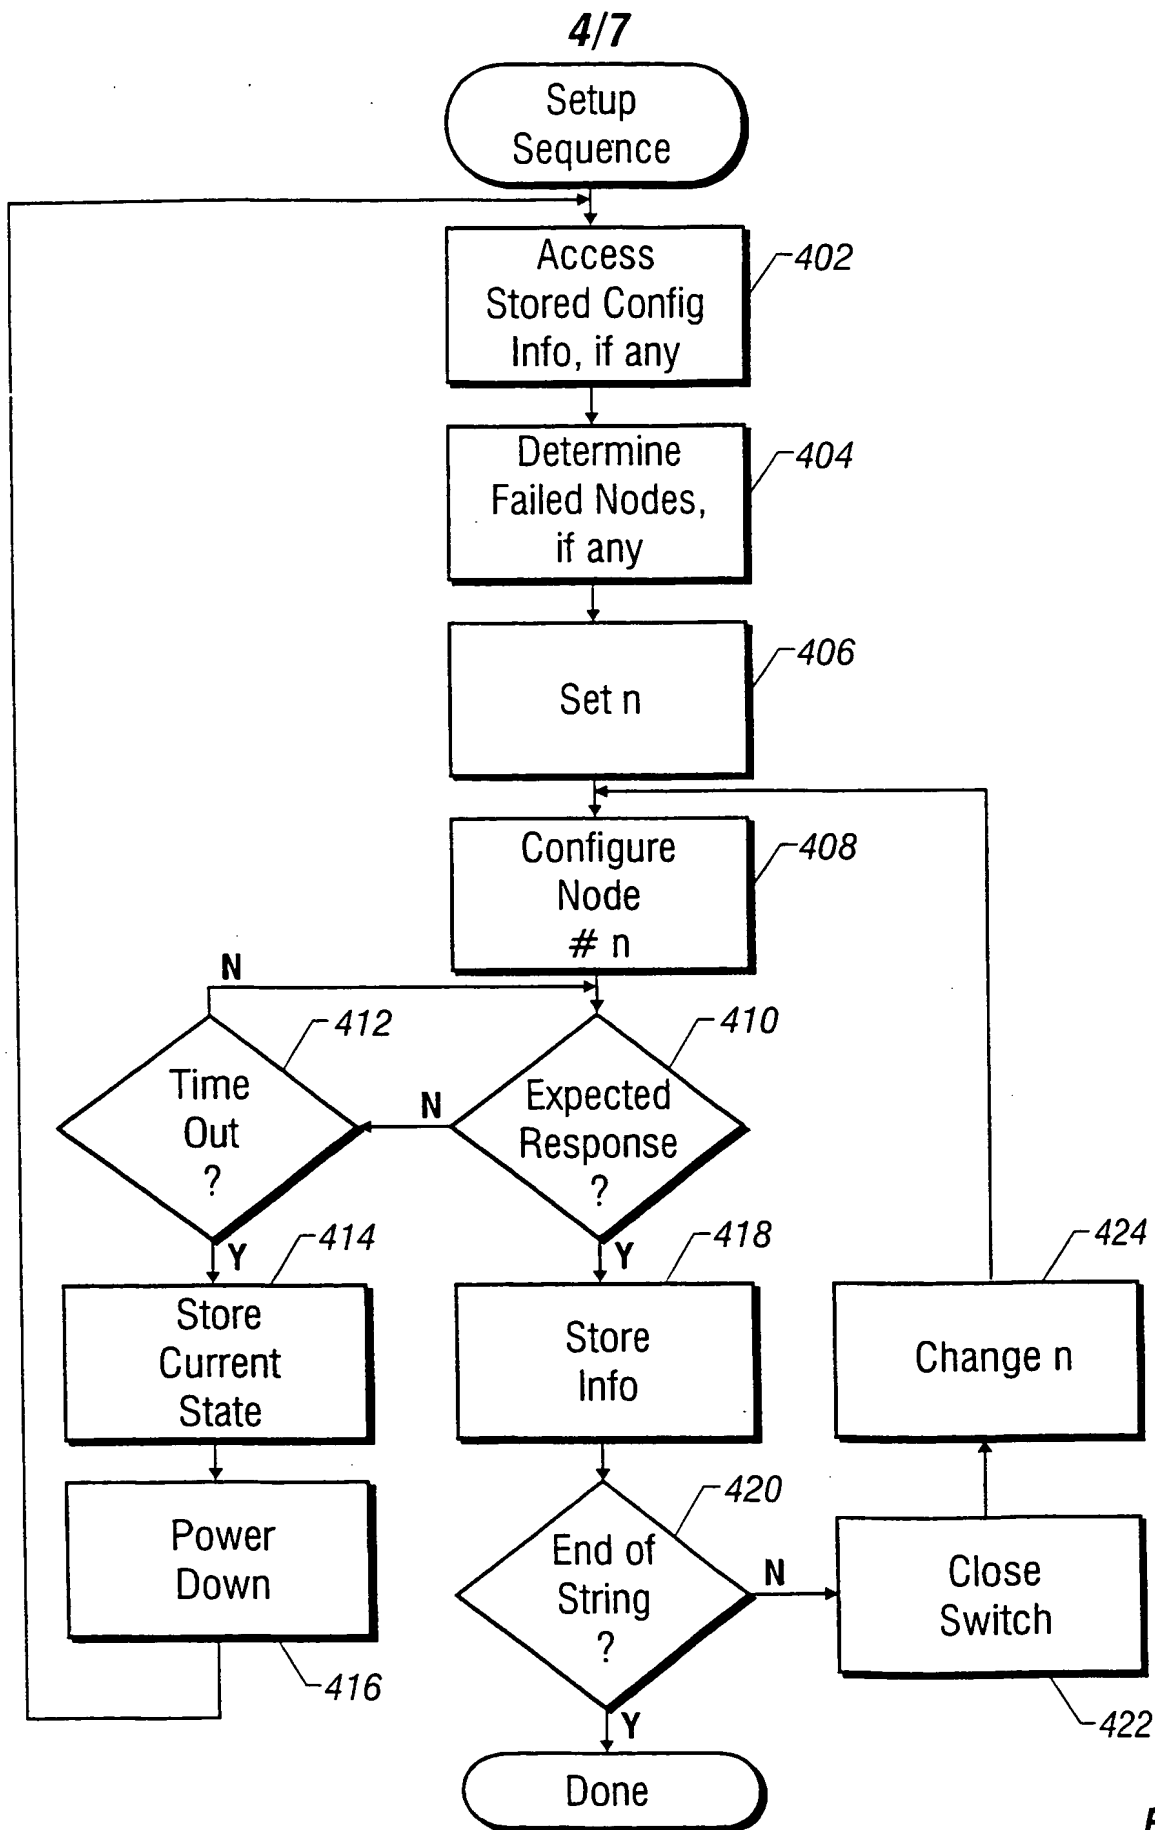 4/7
Setup
Sequence
Access
Stored Config
Info, if any
402
Determine
Failed Nodes,
if any
404
Set n
406
Configure
Node
# n
408
N
Time
Out
?
412
N
Expected
Response
?
410
Y
Store
Current
State
414
Y
Store
Info
418
Change n
424
Power
Down
416
End of
String
?
420
N
Close
Switch
422
Y
Done